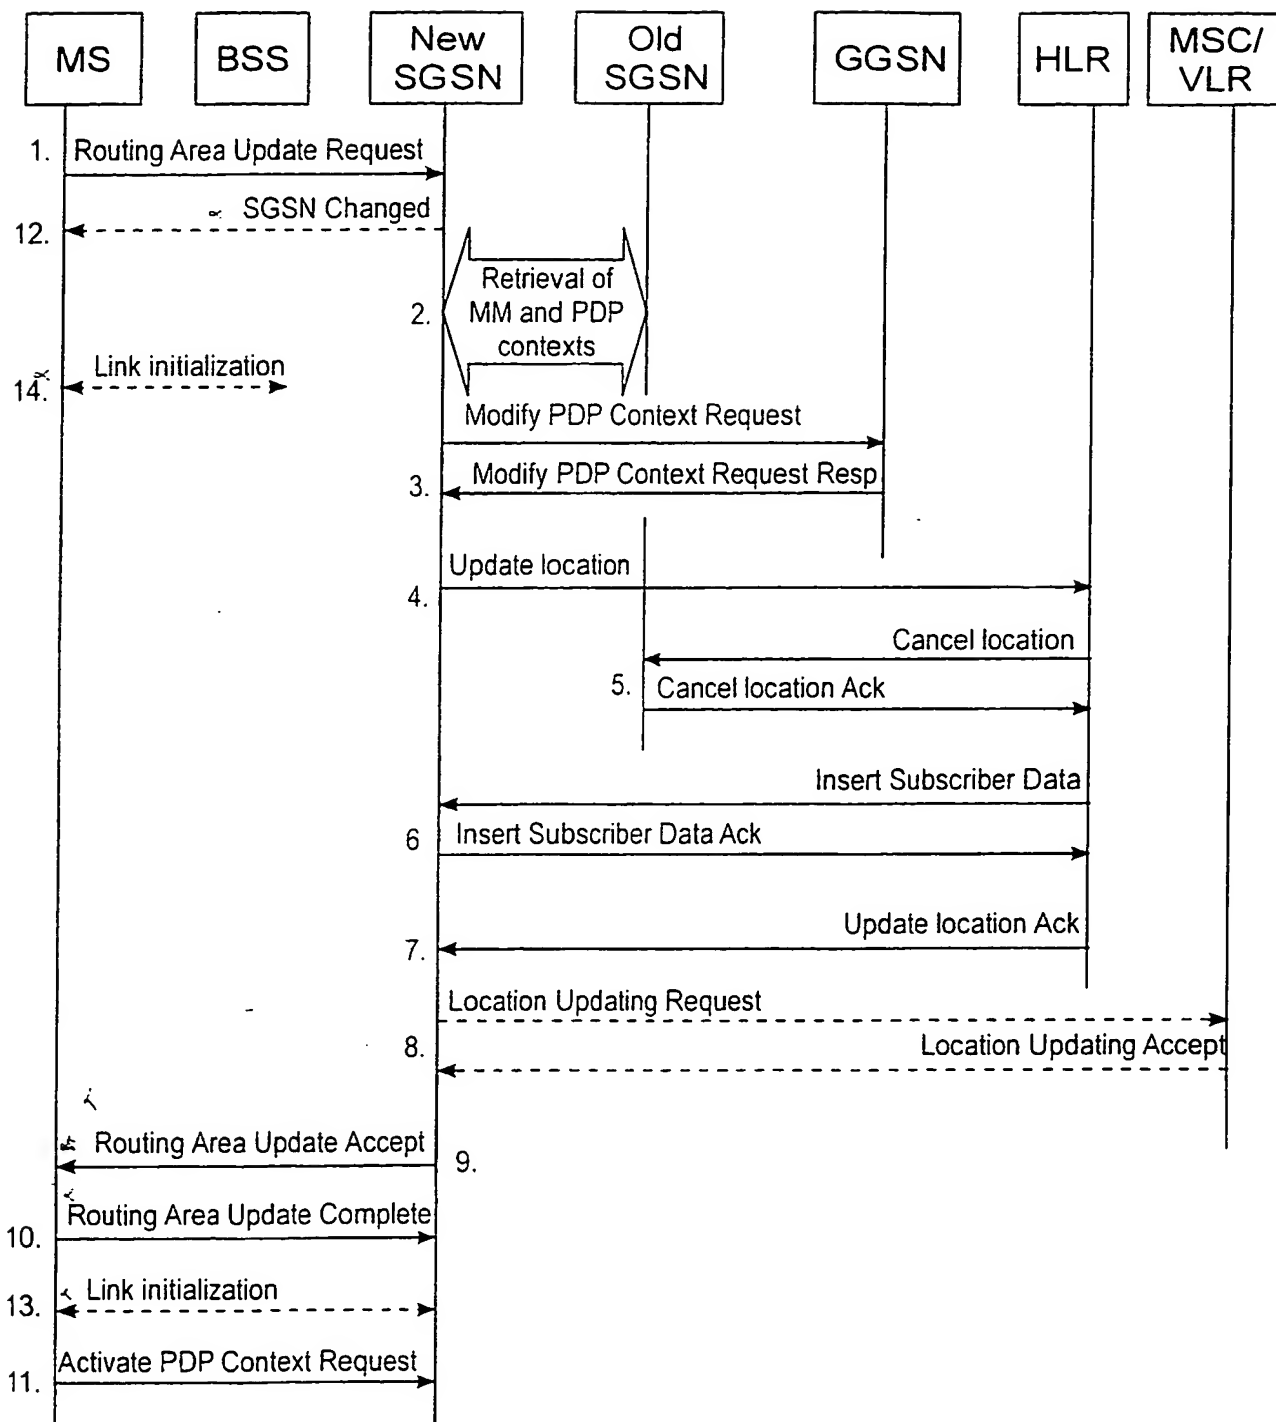 MS
BSS
New
SGSN
Old
SGSN
GGSN
HLR
MSC/
VLR
1. Routing Area Update Request
SGSN Changed
12.
Retrieval of
2. MM and PDP
contexts
Link initialization
14.
Modify PDP Context Request
Modify PDP Context Request Resp
3.
Update location
4.
Cancel location
5. Cancel location Ack
Insert Subscriber Data
6 Insert Subscriber Data Ack
Update location Ack
7.
Location Updating Request
8. Location Updating Accept
Routing Area Update Accept 9.
Routing Area Update Complete
10.
Link initialization
13.
Activate PDP Context Request
11.